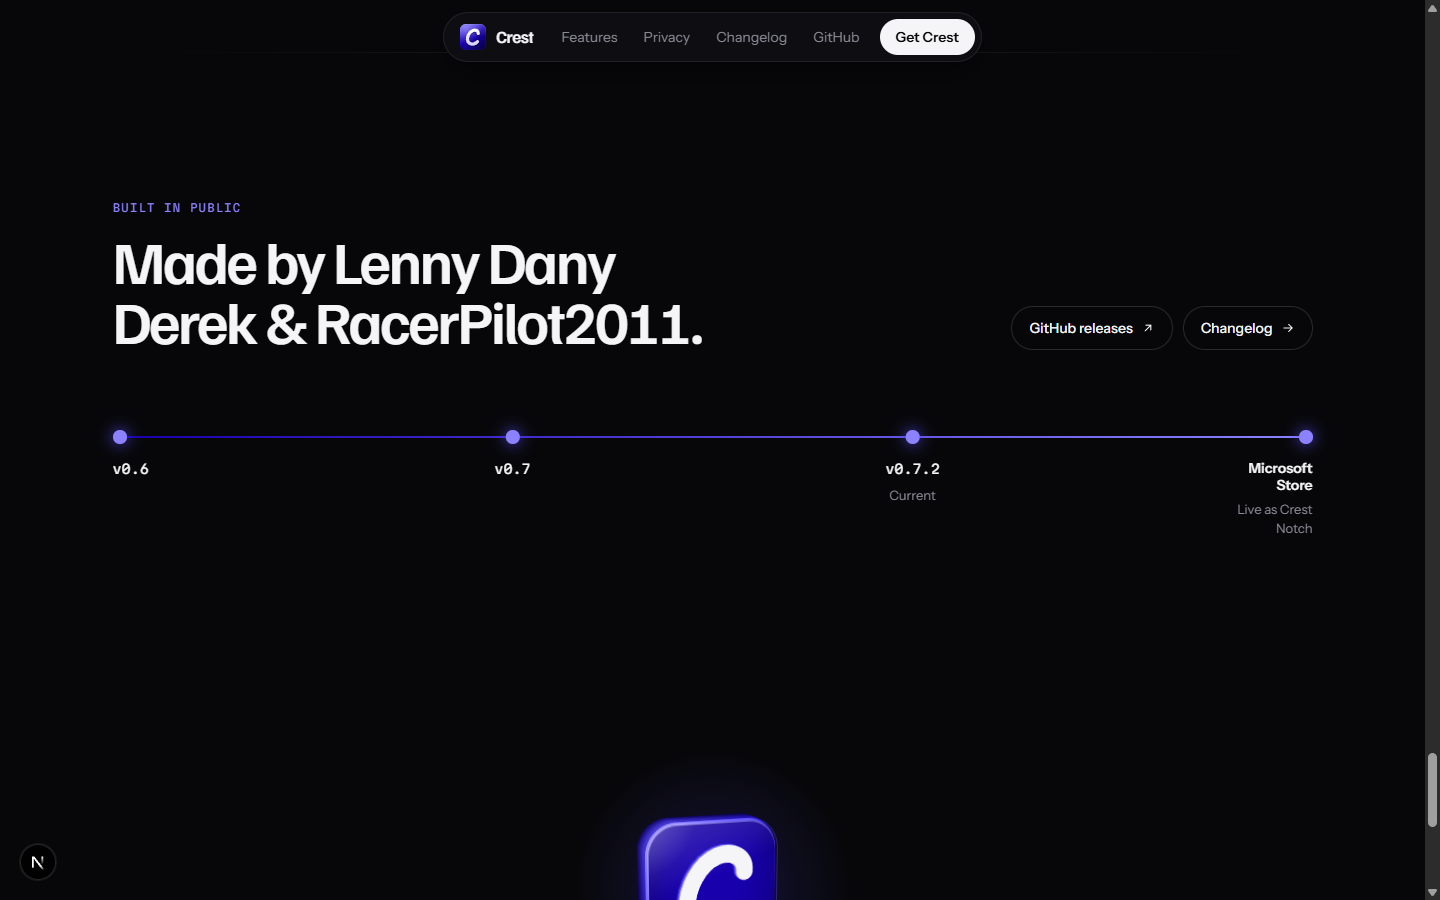 C Crest Features Privacy Changelog GitHub Get Crest
BUILT IN PUBLIC
Made by Lenny Dany
Derek & RacerPilot2011.
GitHub releases ↗ Changelog →
v0.6
v0.7
v0.7.2
Current
Microsoft
Store
Live as Crest
Notch
C
N